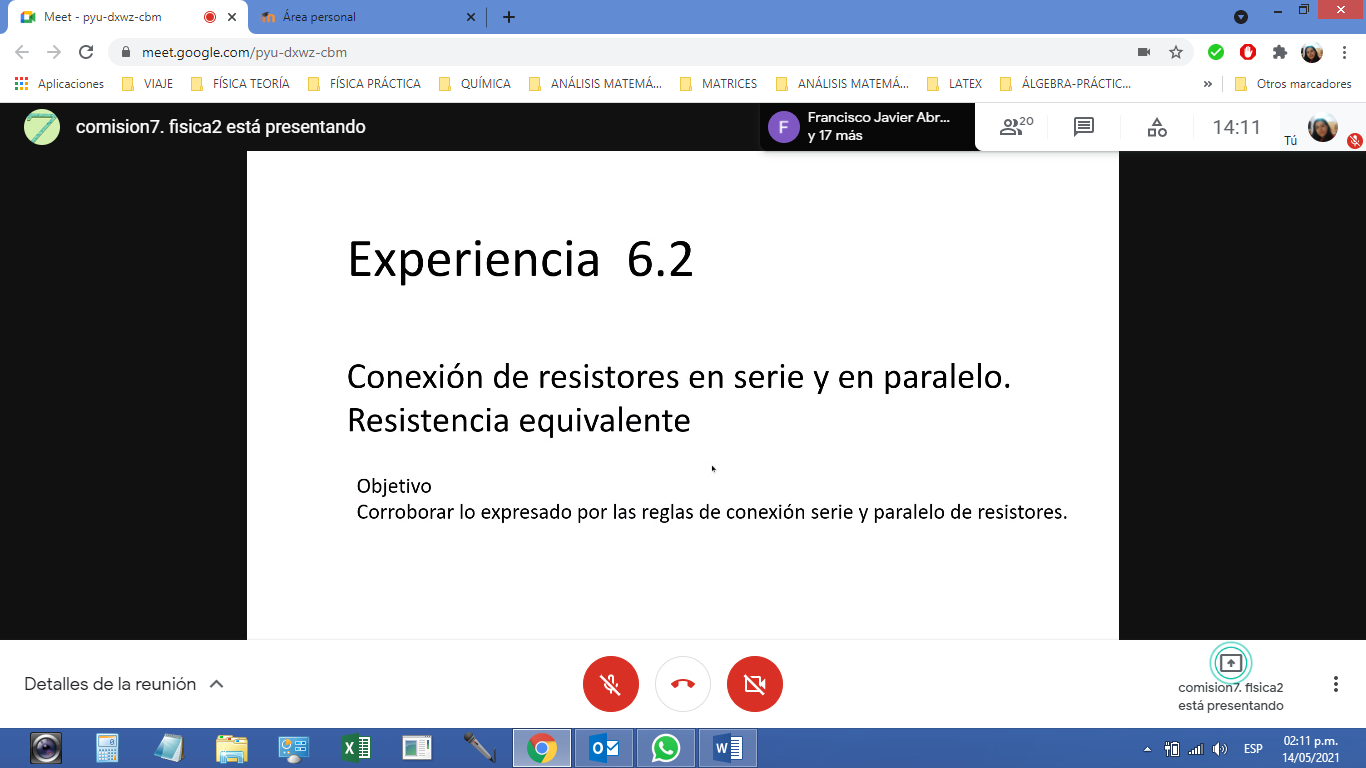 Meet - pyu-dxwz-cbm
Área personal
meet.google.com/pyu-dxwz-cbm
Aplicaciones
VIAJE
FÍSICA TEORÍA
FÍSICA PRÁCTICA
QUÍMICA
ANÁLISIS MATEMÁ...
MATRICES
ANÁLISIS MATEMÁ...
LATEX
ÁLGEBRA-PRÁCTIC...
»
Otros marcadores
7
comision7. fisica2 está presentando
F
Francisco Javier Abr...
y 17 más
20
14:11
Tú
Experiencia 6.2
Conexión de resistores en serie y en paralelo.
Resistencia equivalente
Objetivo
Corroborar lo expresado por las reglas de conexión serie y paralelo de resistores.
Detalles de la reunión
comision7. fisica2
está presentando
ESP
02:11 p.m.
14/05/2021